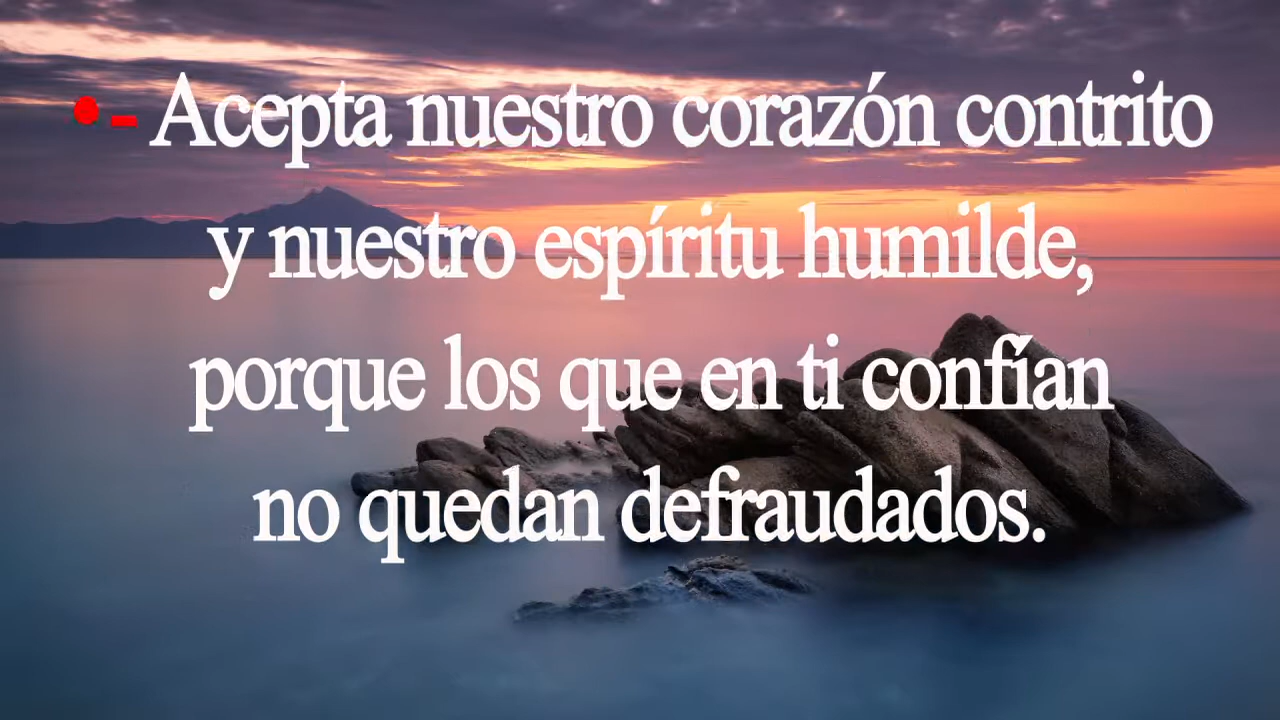 •- Acepta nuestro corazón contrito
y nuestro espíritu humilde,
porque los que en ti confían
no quedan defraudados.